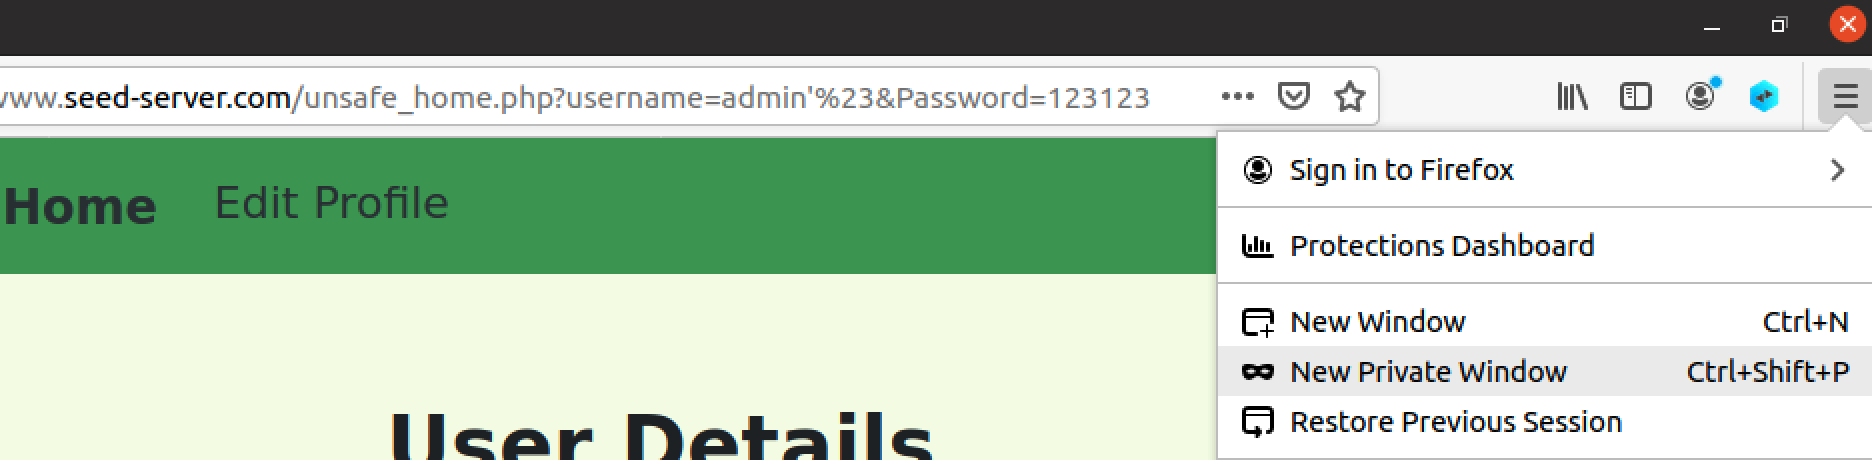 www.seed-server.com/unsafe_home.php?username=admin'%23&Password=123123
Home Edit Profile
User Details
Sign in to Firefox
Protections Dashboard
New Window Ctrl+N
New Private Window Ctrl+Shift+P
Restore Previous Session